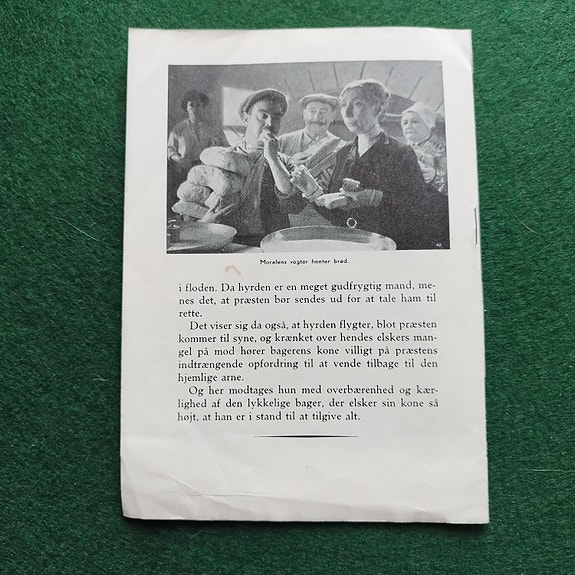 Moralens vogter henter brød.
i floden. Da hyrden er en meget gudfrygtig mand, me-
nes det, at præsten bør sendes ud for at tale ham til
rette.
Det viser sig da også, at hyrden flygter, blot præsten
kommer til syne, og krænket over hendes elskers man-
gel på mod hører bagerens kone villigt på præstens
indtrængende opfordring til at vende tilbage til den
hjemlige arne.
Og her modtages hun med overbærenhed og kær-
lighed af den lykkelige bager, der elsker sin kone så
højt, at han er i stand til at tilgive alt.